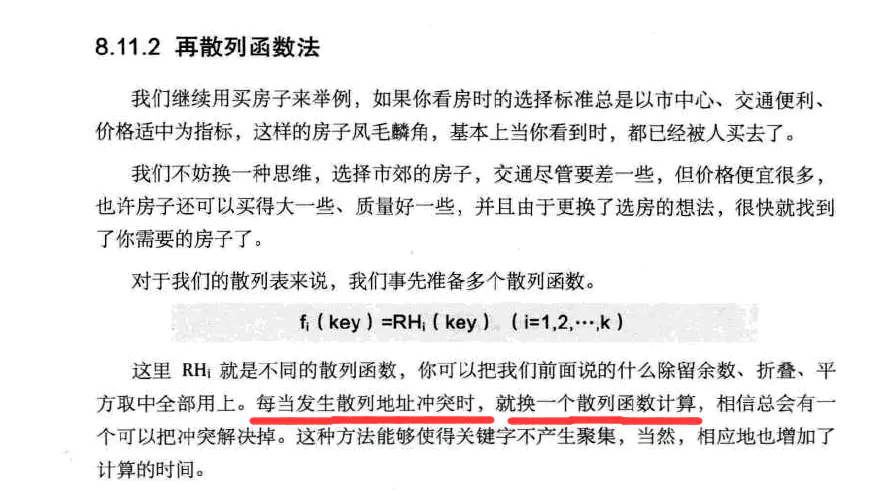 8.11.2 再散列函数法
我们继续用买房子来举例，如果你看房时的选择标准总是以市中心、交通便利、
价格适中为指标，这样的房子凤毛麟角，基本上当你看到时，都已经被人买去了。
我们不妨换一种思维，选择市郊的房子，交通尽管要差一些，但价格便宜很多，
也许房子还可以买得大一些、质量好一些，并且由于更换了选房的想法，很快就找到
了你需要的房子了。
对于我们的散列表来说，我们事先准备多个散列函数。
fᵢ（key）=RHᵢ（key）（i=1,2,⋯,k）
这里 RHᵢ 就是不同的散列函数，你可以把我们前面说的什么除留余数、折叠、平
方取中全部用上。每当发生散列地址冲突时，就换一个散列函数计算，相信总会有一
个可以把冲突解决掉。这种方法能够使得关键字不产生聚集，当然，相应地也增加了
计算的时间。